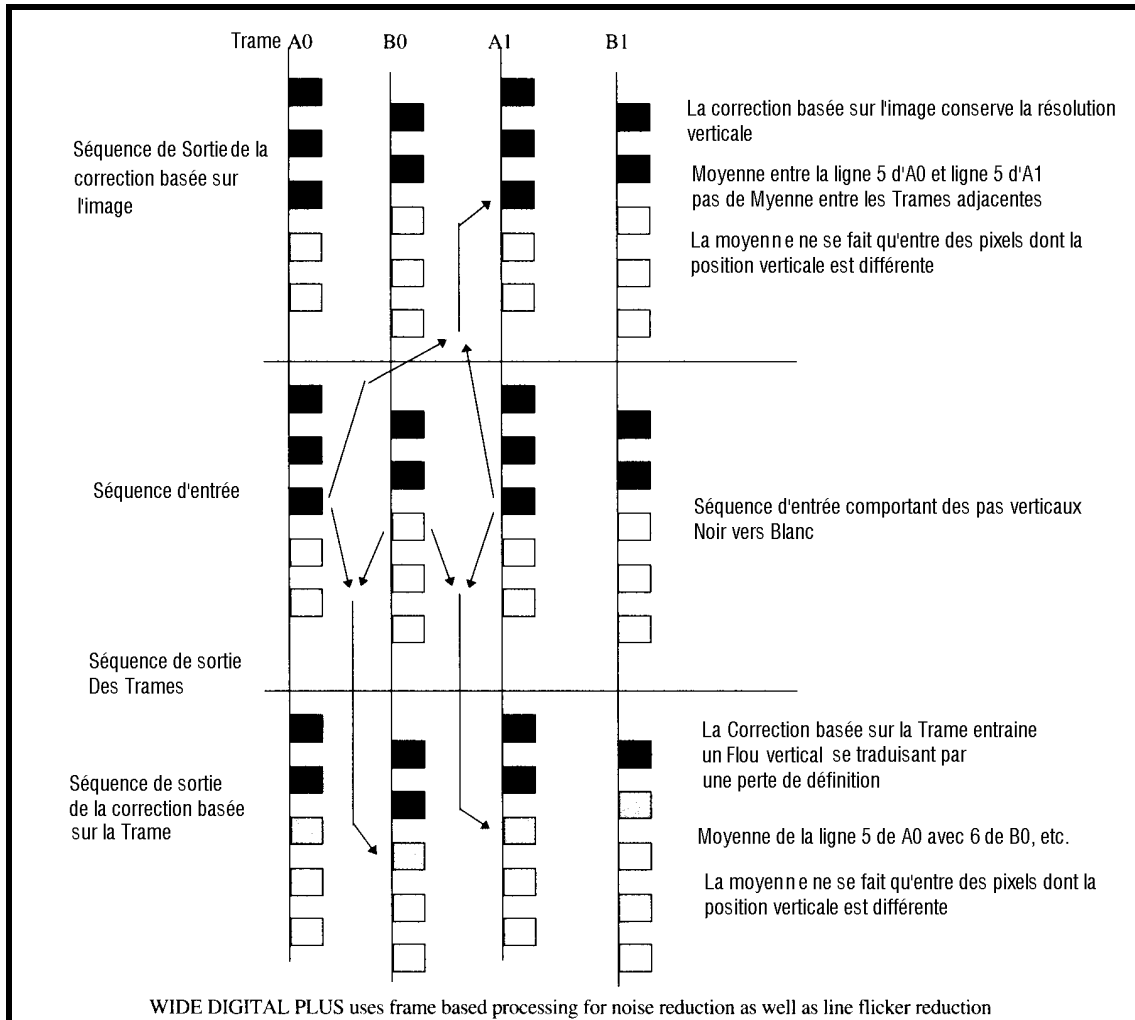 Trame A0 B0 A1 B1
Séquence de Sortie de la
correction basée sur
l'image
La correction basée sur l'image conserve la résolution
verticale
Moyenne entre la ligne 5 d'A0 et ligne 5 d'A1
pas de Myenne entre les Trames adjacentes
La moyenne ne se fait qu'entre des pixels dont la
position verticale est différente
Séquence d'entrée
Séquence d'entrée comportant des pas verticaux
Noir vers Blanc
Séquence de sortie
Des Trames
Séquence de sortie
de la correction basée
sur la Trame
La Correction basée sur la Trame entraine
un Flou vertical se traduisant par
une perte de définition
Moyenne de la ligne 5 de A0 avec 6 de B0, etc.
La moyenne ne se fait qu'entre des pixels dont la
position verticale est différente
WIDE DIGITAL PLUS uses frame based processing for noise reduction as well as line flicker reduction